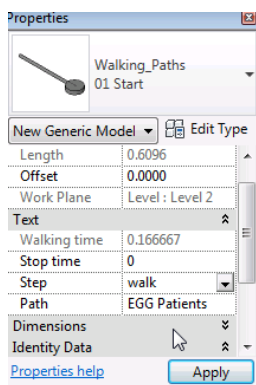 Properties
Walking_Paths
01 Start
New Generic Model Edit Type
Length 0.6096
Offset 0.0000
Work Plane Level : Level 2
Text
Walking time 0.166667
Stop time 0
Step walk
Path EGG Patients
Dimensions
Identity Data
Properties help Apply